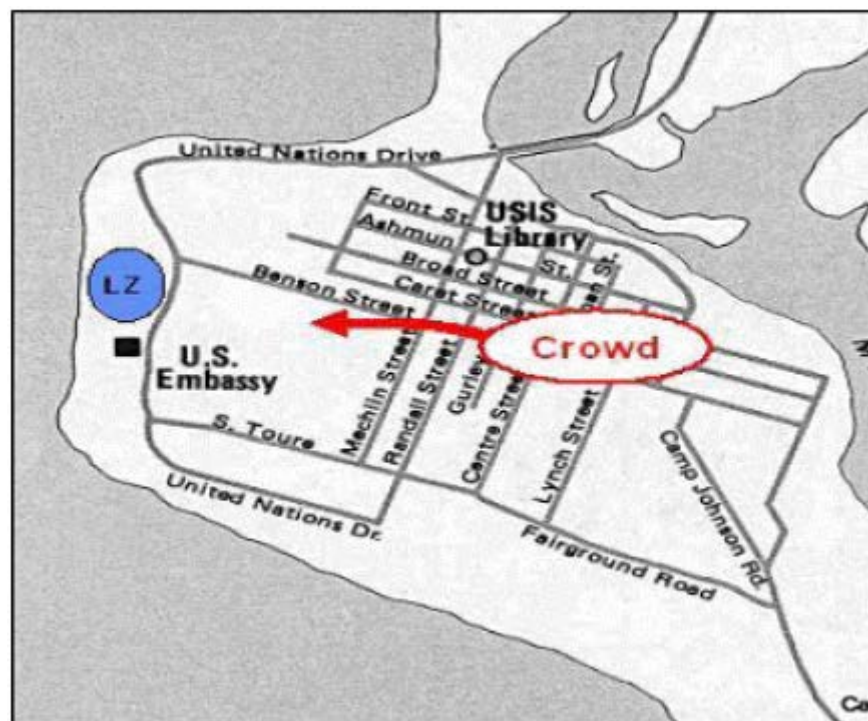 United Nations Drive
Front St.
USIS
Library
Ashmun
St.
Broad Street
Caret Street
Benson Street
LZ
Crowd
U.S.
Embassy
Mechlin Street
Randall Street
Gurley
Centre Street
Lynch Street
S. Toure
United Nations Dr.
Camp Johnson Rd.
Fairground Road